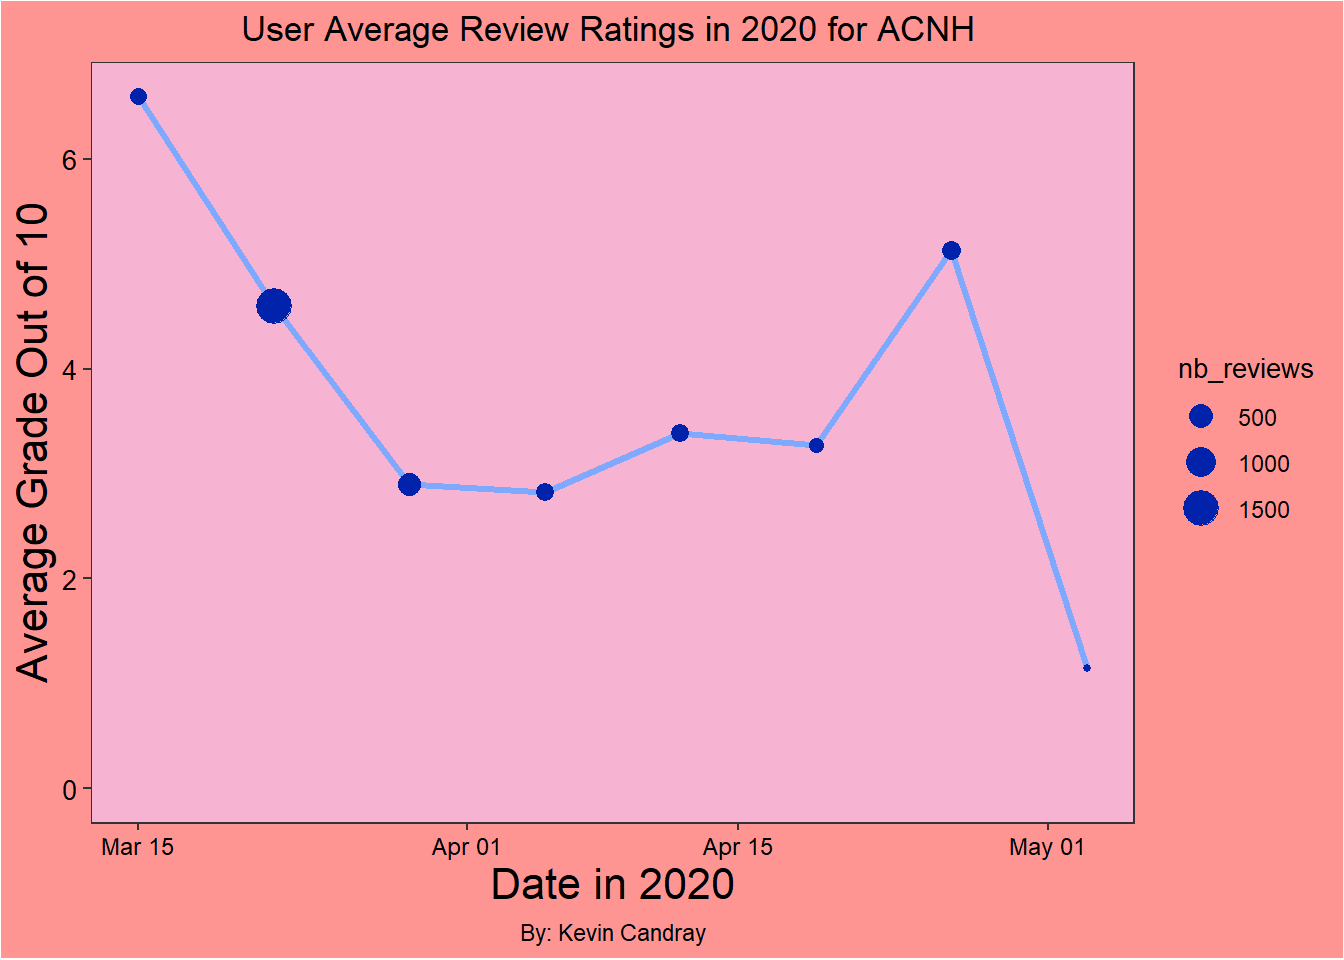 User Average Review Ratings in 2020 for ACNH
Average Grade Out of 10
6
4
2
0
Mar 15
Apr 01
Apr 15
May 01
Date in 2020
By: Kevin Candray
nb_reviews
500
1000
1500